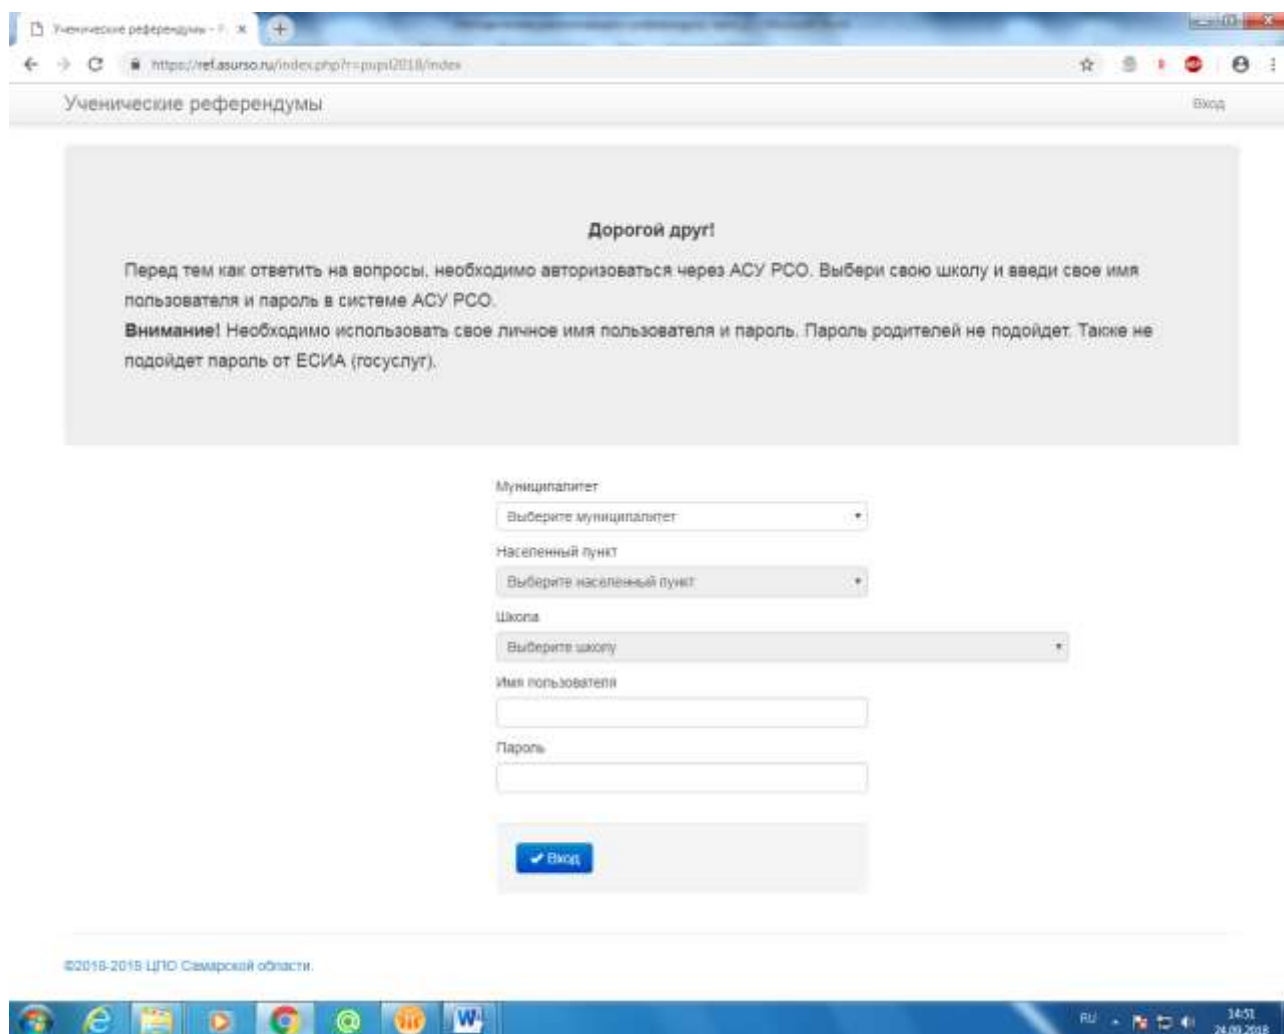 Ученические референдумы -
https://ref.asurso.ru/index.php?r=pupil2018/index
Ученические референдумы
Вход
Дорогой друг!
Перед тем как ответить на вопросы, необходимо авторизоваться через АСУ РСО. Выбери свою школу и введи свое имя
пользователя и пароль в системе АСУ РСО.
Внимание! Необходимо использовать свое личное имя пользователя и пароль. Пароль родителей не подойдет. Также не
подойдет пароль от ЕСИА (госуслуг).
Муниципалитет
Выберите муниципалитет
Населенный пункт
Выберите населенный пункт
Школа
Выберите школу
Имя пользователя
Пароль
Вход
ЦПО Самарской области.
RU
14:51
24.09.2018